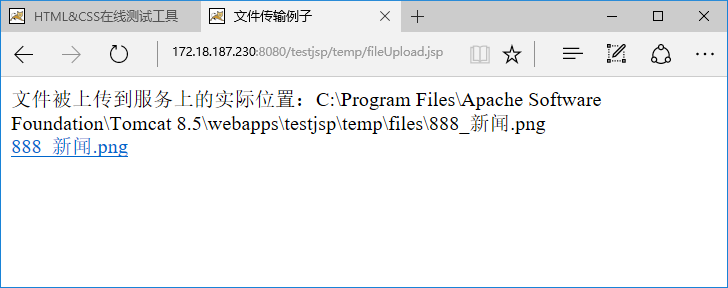 HTML&CSS在线测试工具
文件传输例子
172.18.187.230:8080/testjsp/temp/fileUpload.jsp
文件被上传到服务上的实际位置：C:\Program Files\Apache Software
Foundation\Tomcat 8.5\webapps\testjsp\temp\files\888_新闻.png
888_新闻.png